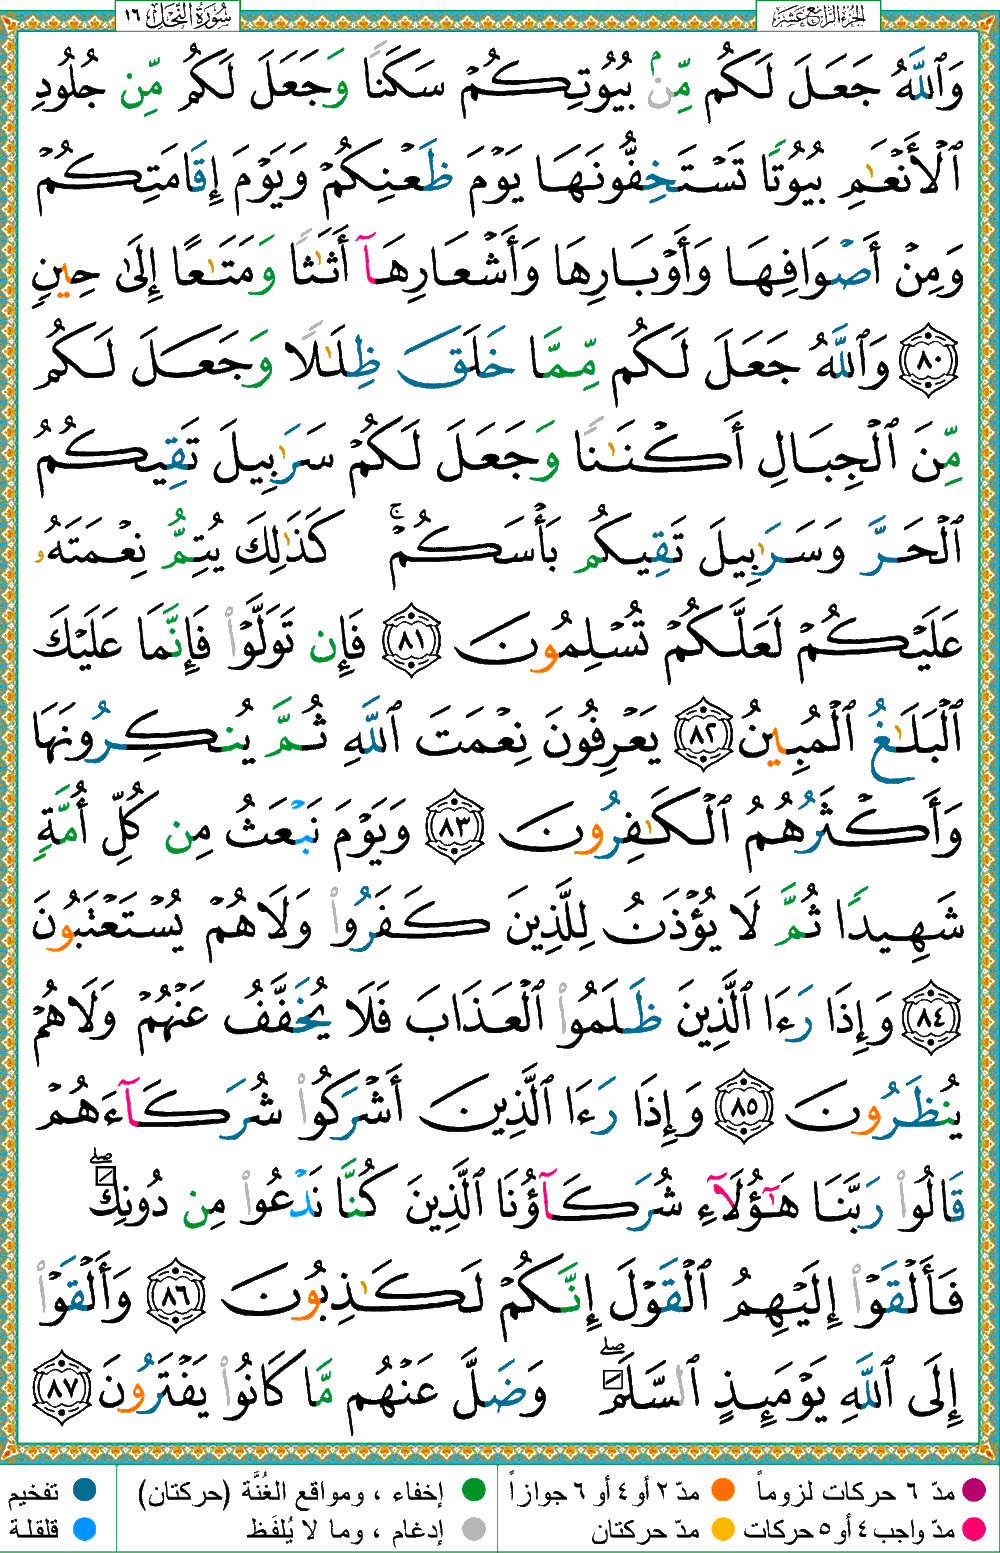 الجزء الرابع عشر
سورة النحل ١٦
وَٱللَّهُ جَعَلَ لَكُم مِّنۢ بُيُوتِكُمْ سَكَنًا وَجَعَلَ لَكُم مِّن جُلُودِ
ٱلْأَنْعَٰمِ بُيُوتًا تَسْتَخِفُّونَهَا يَوْمَ ظَعْنِكُمْ وَيَوْمَ إِقَامَتِكُمْ
وَمِنْ أَصْوَافِهَا وَأَوْبَارِهَا وَأَشْعَارِهَآ أَثَٰثًا وَمَتَٰعًا إِلَىٰ حِينٍ
٨٠ وَٱللَّهُ جَعَلَ لَكُم مِّمَّا خَلَقَ ظِلَٰلًا وَجَعَلَ لَكُم
مِّنَ ٱلْجِبَالِ أَكْنَٰنًا وَجَعَلَ لَكُمْ سَرَٰبِيلَ تَقِيكُمُ
ٱلْحَرَّ وَسَرَٰبِيلَ تَقِيكُم بَأْسَكُمْ ۚ كَذَٰلِكَ يُتِمُّ نِعْمَتَهُۥ
عَلَيْكُمْ لَعَلَّكُمْ تُسْلِمُونَ ٨١ فَإِن تَوَلَّوْا۟ فَإِنَّمَا عَلَيْكَ
ٱلْبَلَٰغُ ٱلْمُبِينُ ٨٢ يَعْرِفُونَ نِعْمَتَ ٱللَّهِ ثُمَّ يُنكِرُونَهَا
وَأَكْثَرُهُمُ ٱلْكَٰفِرُونَ ٨٣ وَيَوْمَ نَبْعَثُ مِن كُلِّ أُمَّةٍ
شَهِيدًا ثُمَّ لَا يُؤْذَنُ لِلَّذِينَ كَفَرُوا۟ وَلَا هُمْ يُسْتَعْتَبُونَ
٨٤ وَإِذَا رَءَا ٱلَّذِينَ ظَلَمُوا۟ ٱلْعَذَابَ فَلَا يُخَفَّفُ عَنْهُمْ وَلَا هُمْ
يُنظَرُونَ ٨٥ وَإِذَا رَءَا ٱلَّذِينَ أَشْرَكُوا۟ شُرَكَآءَهُمْ
قَالُوا۟ رَبَّنَا هَٰٓؤُلَآءِ شُرَكَآؤُنَا ٱلَّذِينَ كُنَّا نَدْعُوا۟ مِن دُونِكَ ۖ
فَأَلْقَوْا۟ إِلَيْهِمُ ٱلْقَوْلَ إِنَّكُمْ لَكَٰذِبُونَ ٨٦ وَأَلْقَوْا۟
إِلَى ٱللَّهِ يَوْمَئِذٍ ٱلسَّلَمَ ۖ وَضَلَّ عَنْهُم مَّا كَانُوا۟ يَفْتَرُونَ ٨٧
مدّ ٦ حركات لزوماً مدّ ٢ أو ٤ أو ٦ جوازاً إخفاء ، ومواقع الغُنَّة (حركتان) تفخيم
مدّ واجب ٤ أو ٥ حركات مدّ حركتان إدغام ، وما لا يُلفَظ قلقلة